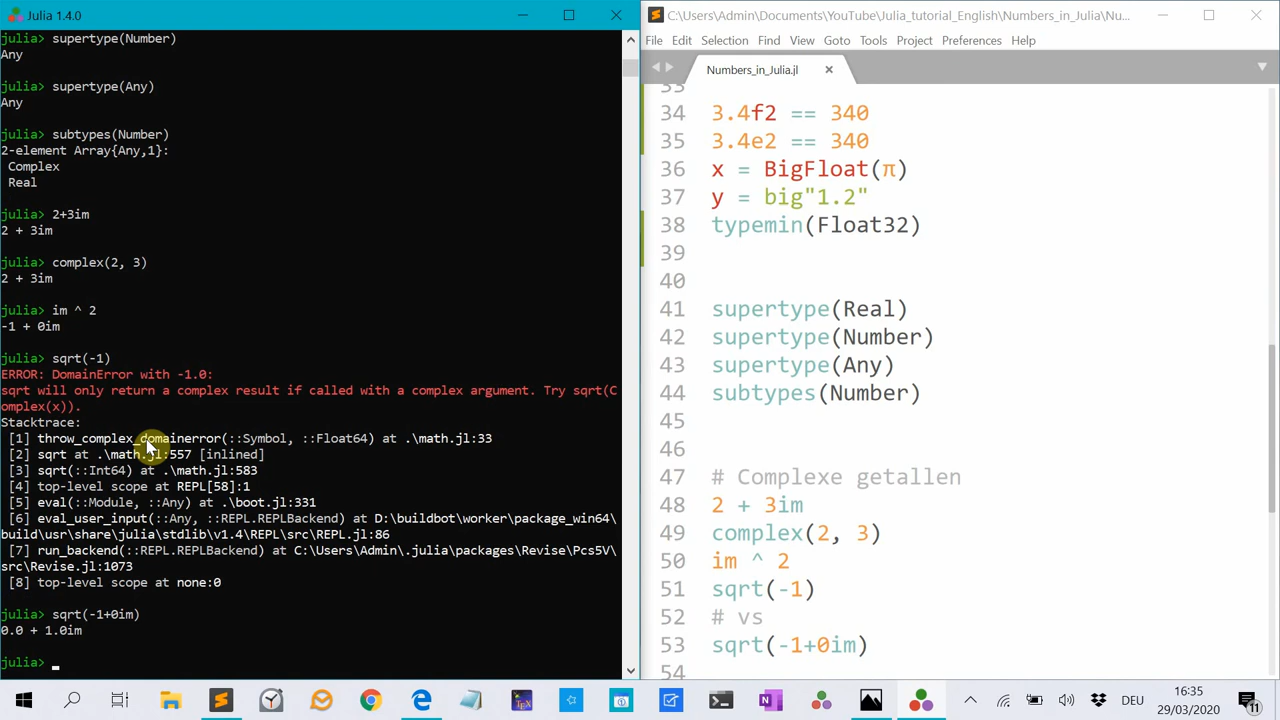 Julia 1.4.0
julia> supertype(Number)
Any
julia> supertype(Any)
Any
julia> subtypes(Number)
2-element Array{Any,1}:
Complex
Real
julia> 2+3im
2 + 3im
julia> complex(2, 3)
2 + 3im
julia> im ^ 2
-1 + 0im
julia> sqrt(-1)
ERROR: DomainError with -1.0:
sqrt will only return a complex result if called with a complex argument. Try sqrt(C
omplex(x)).
Stacktrace:
[1] throw_complex_domainerror(::Symbol, ::Float64) at .\math.jl:33
[2] sqrt at .\math.jl:557 [inlined]
[3] sqrt(::Int64) at .\math.jl:583
[4] top-level scope at REPL[58]:1
[5] eval(::Module, ::Any) at .\boot.jl:331
[6] eval_user_input(::Any, ::REPL.REPLBackend) at D:\buildbot\worker\package_win64\
build\usr\share\julia\stdlib\v1.4\REPL\src\REPL.jl:86
[7] run_backend(::REPL.REPLBackend) at C:\Users\Admin\.julia\packages\Revise\Pcs5V\
src\Revise.jl:1073
[8] top-level scope at none:0
julia> sqrt(-1+0im)
0.0 + 1.0im
julia>
C:\Users\Admin\Documents\YouTube\Julia_tutorial_English\Numbers_in_Julia\Nu...
File Edit Selection Find View Goto Tools Project Preferences Help
Numbers_in_Julia.jl
33
34 3.4f2 == 340
35 3.4e2 == 340
36 x = BigFloat(π)
37 y = big"1.2"
38 typemin(Float32)
39
40
41 supertype(Real)
42 supertype(Number)
43 supertype(Any)
44 subtypes(Number)
47 # Complexe getallen
48 2 + 3im
49 complex(2, 3)
50 im ^ 2
51 sqrt(-1)
52 # vs
53 sqrt(-1+0im)
54
DEU
16:35
29/03/2020
11